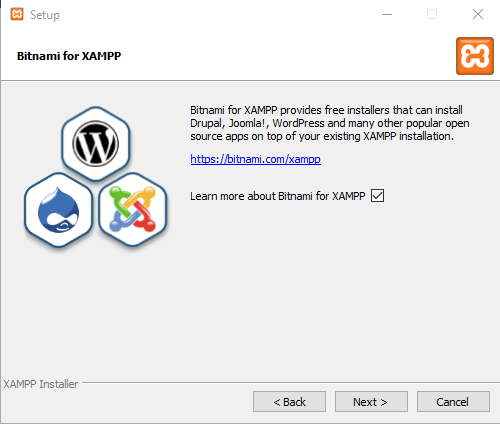 Setup
Bitnami for XAMPP
Bitnami for XAMPP provides free installers that can install
Drupal, Joomla!, WordPress and many other popular open
source apps on top of your existing XAMPP installation.
https://bitnami.com/xampp
Learn more about Bitnami for XAMPP
XAMPP Installer
< Back
Next >
Cancel